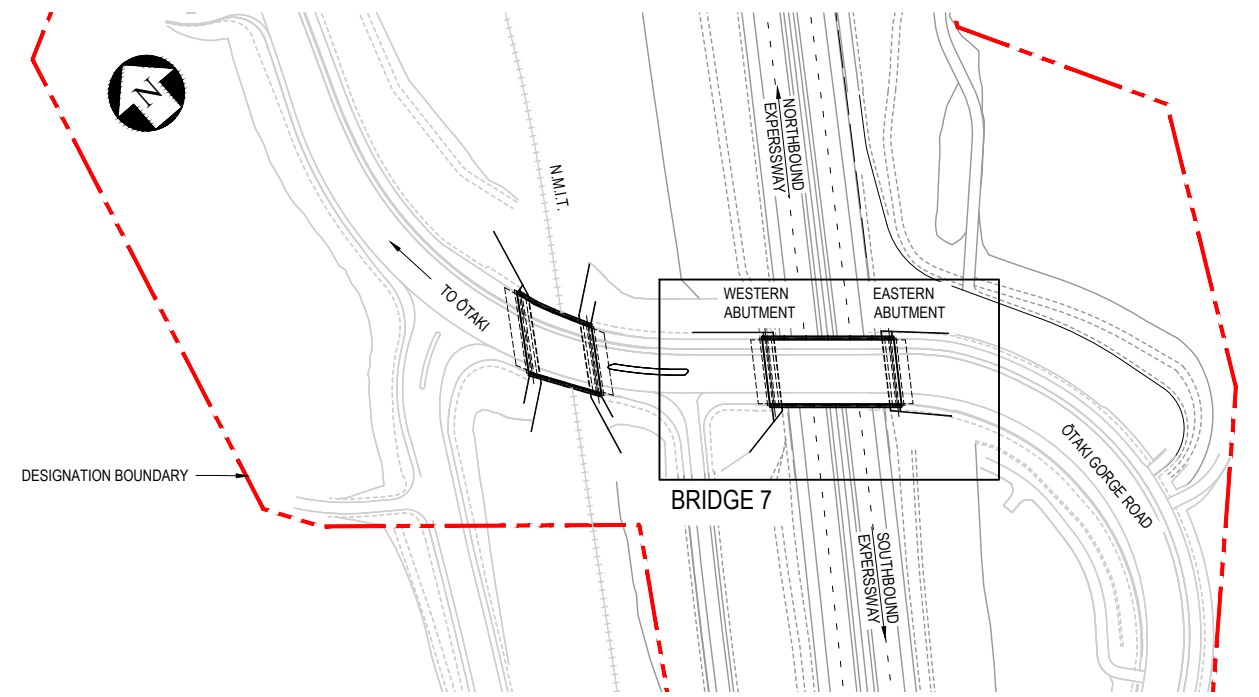 N
N.M.I.T.
NORTHBOUND
EXPERSSWAY
TO ŌTAKI
WESTERN
ABUTMENT
EASTERN
ABUTMENT
ŌTAKI GORGE ROAD
DESIGNATION BOUNDARY
BRIDGE 7
SOUTHBOUND
EXPERSSWAY